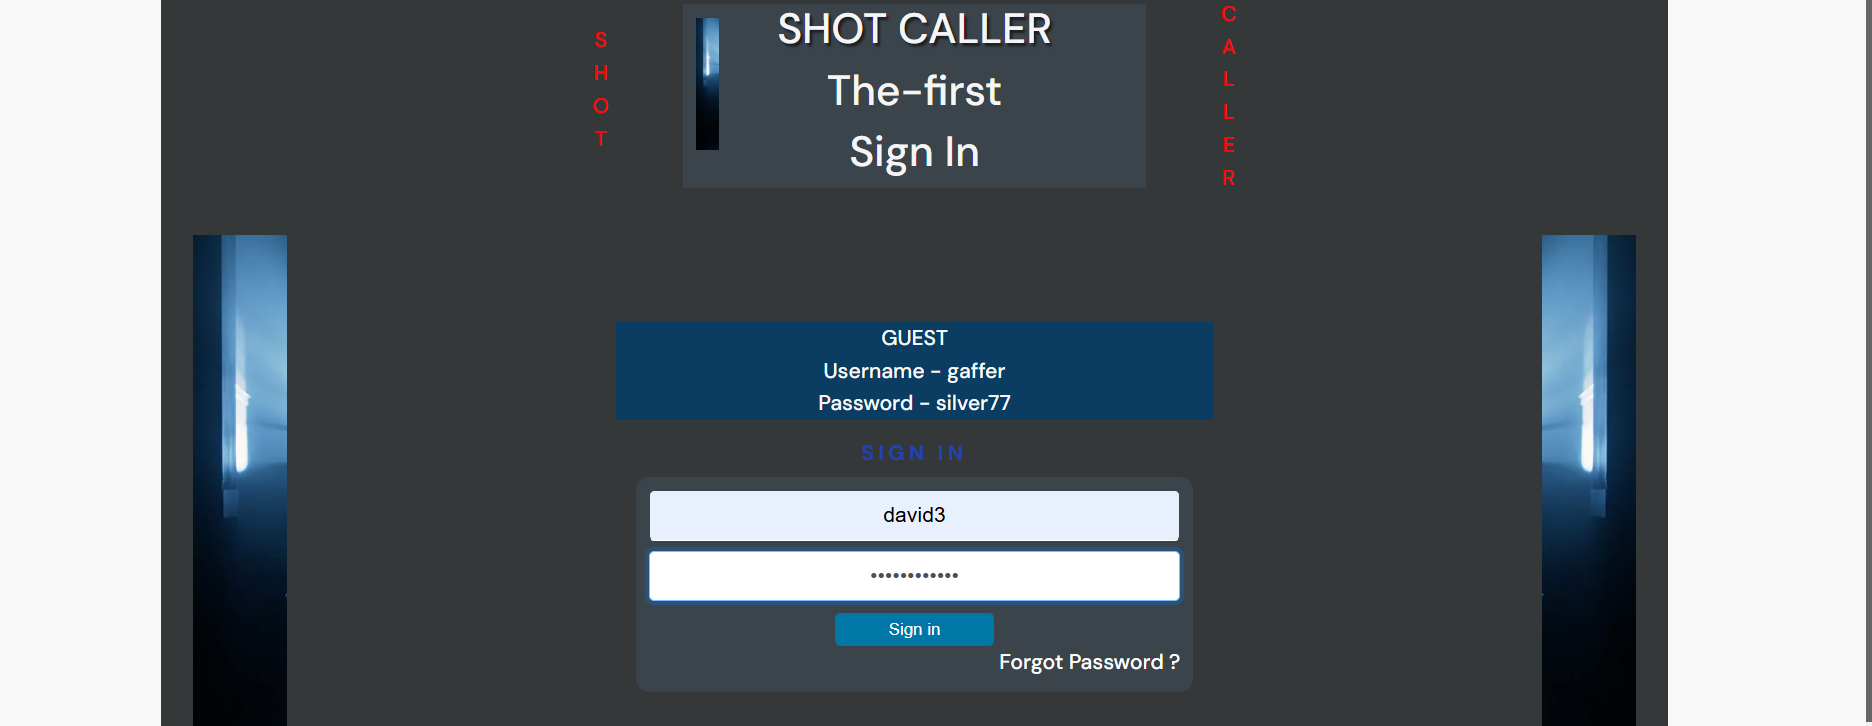 S
H
O
T
SHOT CALLER
The-first
Sign In
C
A
L
L
E
R
GUEST
Username - gaffer
Password - silver77
SIGN IN
david3
••••••••••••
Sign in
Forgot Password ?